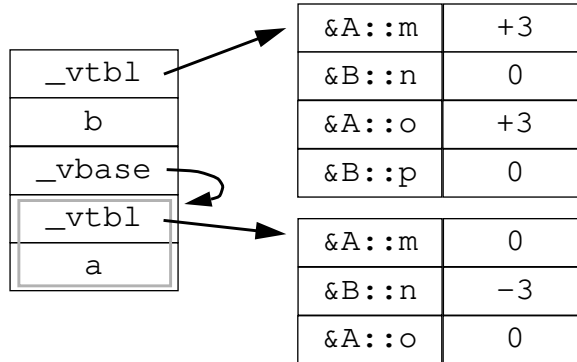 _vtbl
b
_vbase
_vtbl
a
&A::m +3
&B::n 0
&A::o +3
&B::p 0
&A::m 0
&B::n −3
&A::o 0